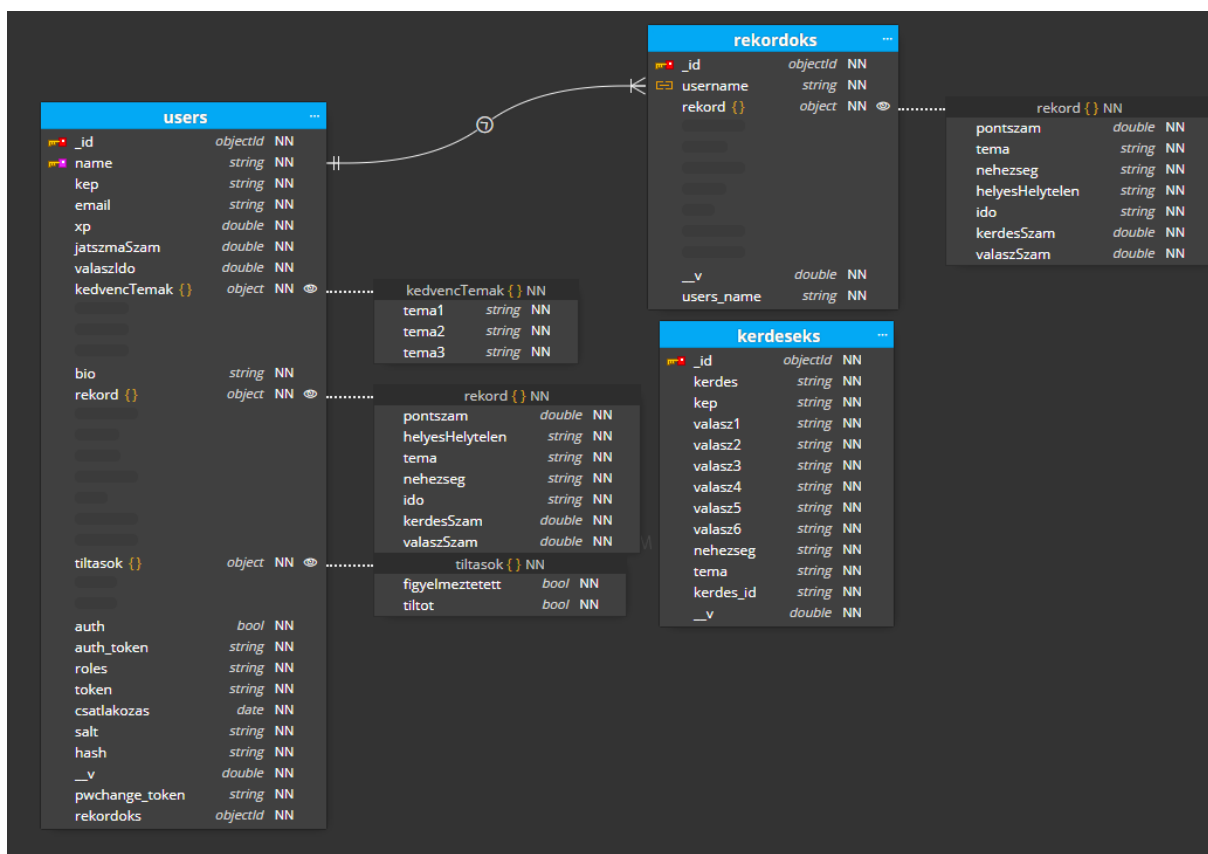 users ...
_id objectId NN
name string NN
kep string NN
email string NN
xp double NN
jatszmaSzam double NN
valaszIdo double NN
kedvencTemak {} object NN
bio string NN
rekord {} object NN
tiltasok {} object NN
auth bool NN
auth_token string NN
roles string NN
token string NN
csatlakozas date NN
salt string NN
hash string NN
__v double NN
pwchange_token string NN
rekordoks objectId NN
kedvencTemak {} NN
tema1 string NN
tema2 string NN
tema3 string NN
rekord {} NN
pontszam double NN
helyesHelytelen string NN
tema string NN
nehezseg string NN
ido string NN
kerdesSzam double NN
valaszSzam double NN
tiltasok {} NN
figyelmeztetett bool NN
tiltot bool NN
rekordoks ...
_id objectId NN
username string NN
rekord {} object NN
__v double NN
users_name string NN
rekord {} NN
pontszam double NN
tema string NN
nehezseg string NN
helyesHelytelen string NN
ido string NN
kerdesSzam double NN
valaszSzam double NN
kerdeseks ...
_id objectId NN
kerdes string NN
kep string NN
valasz1 string NN
valasz2 string NN
valasz3 string NN
valasz4 string NN
valasz5 string NN
valasz6 string NN
nehezseg string NN
tema string NN
kerdes_id string NN
__v double NN